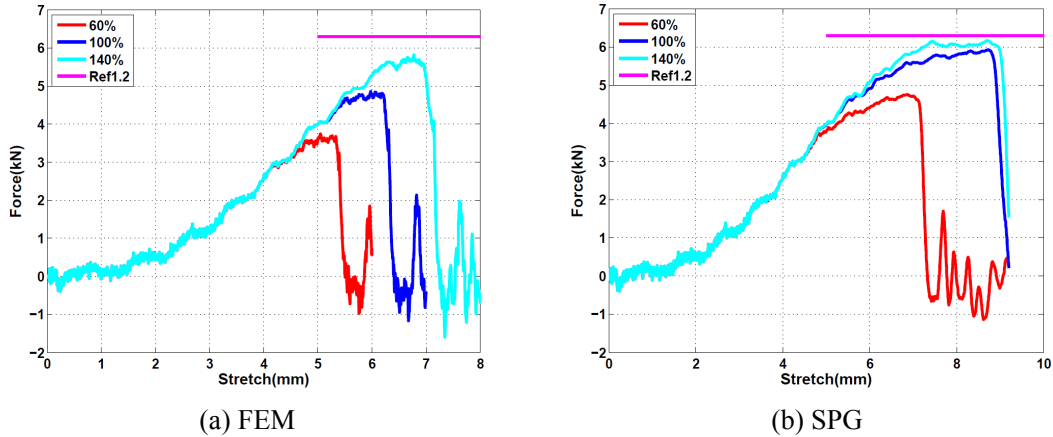 7
6
5
4
3
2
1
0
−1
−2
Force(kN)
60%
100%
140%
Ref1.2
0 1 2 3 4 5 6 7 8
Stretch(mm)
(a) FEM
7
6
5
4
3
2
1
0
−1
−2
Force(kN)
60%
100%
140%
Ref1.2
0 2 4 6 8 10
Stretch(mm)
(b) SPG